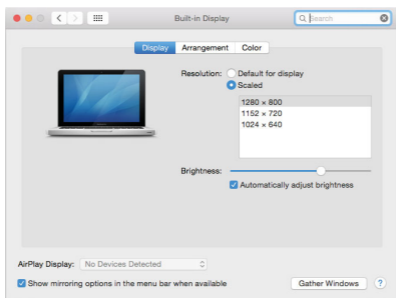 Built-in Display
Search
Display Arrangement Color
Resolution: Default for display
Scaled
1280 × 800
1152 × 720
1024 × 640
Brightness:
Automatically adjust brightness
AirPlay Display: No Devices Detected
Show mirroring options in the menu bar when available
Gather Windows ?